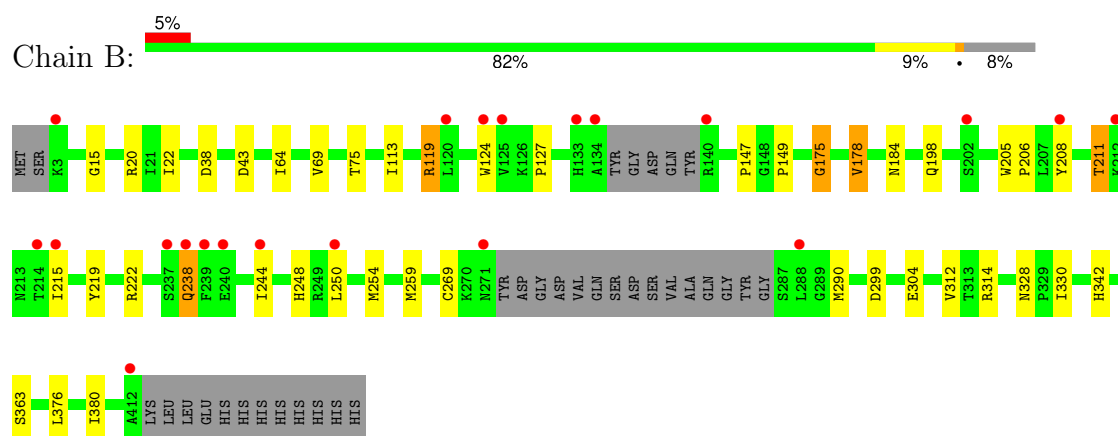 5%
Chain B:
82% 9% • 8%
MET SER K3 G15 R20 I21 I22 D38 D43 I64 V69 T75 I113 R119 L120 W124 V125 K126 P127 H133 A134 TYR GLY ASP GLN TYR R140 P147 G148 P149 G175 V178 N184 Q198 S202 W205 P206 L207 Y208 T211 K212
N213 T214 I215 Y219 R222 S237 Q238 F239 E240 I244 H248 R249 L250 M254 M259 C269 K270 N271 TYR ASP GLY ASP VAL GLN SER ASP SER VAL ALA GLN GLY TYR GLY S287 L288 G289 M290 D299 E304 V312 T313 R314 N328 P329 I330 H342
S363 L376 I380 A412 LYS LEU LEU GLU HIS HIS HIS HIS HIS HIS HIS HIS